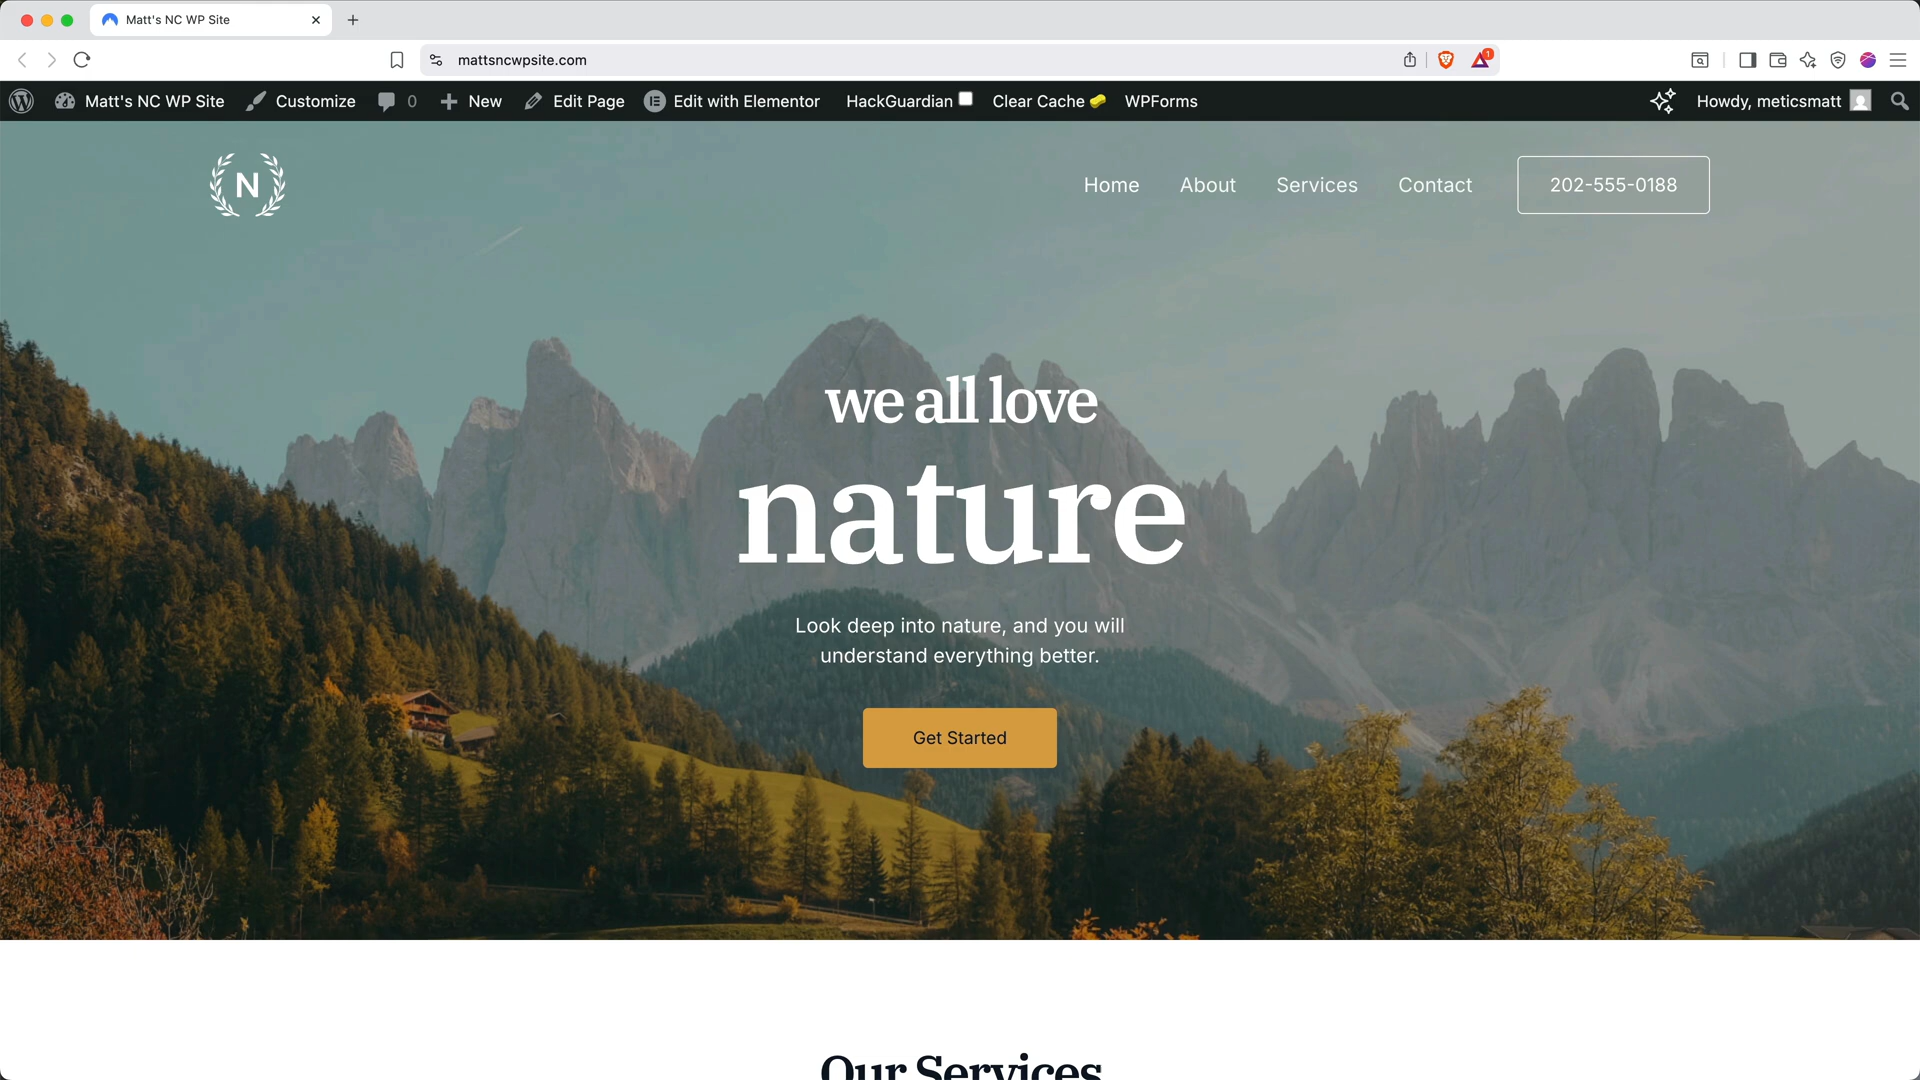 Matt's NC WP Site
mattsncwpsite.com
1
Matt's NC WP Site Customize 0 New Edit Page Edit with Elementor HackGuardian Clear Cache WPForms Howdy, meticsmatt
N Home About Services Contact 202-555-0188
we all love
nature
Look deep into nature, and you will
understand everything better.
Get Started
Our Services